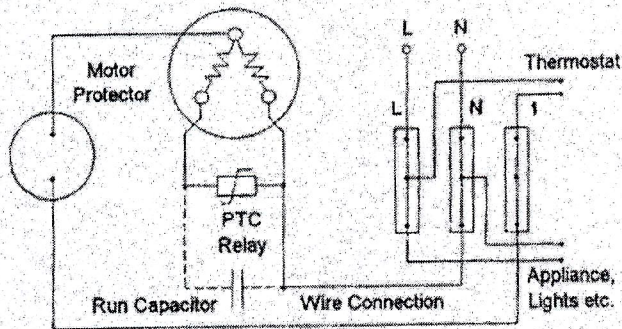 L N
Thermostat
Motor
Protector
L N 1
PTC
Relay
Run Capacitor
Wire Connection
Appliance,
Lights etc.